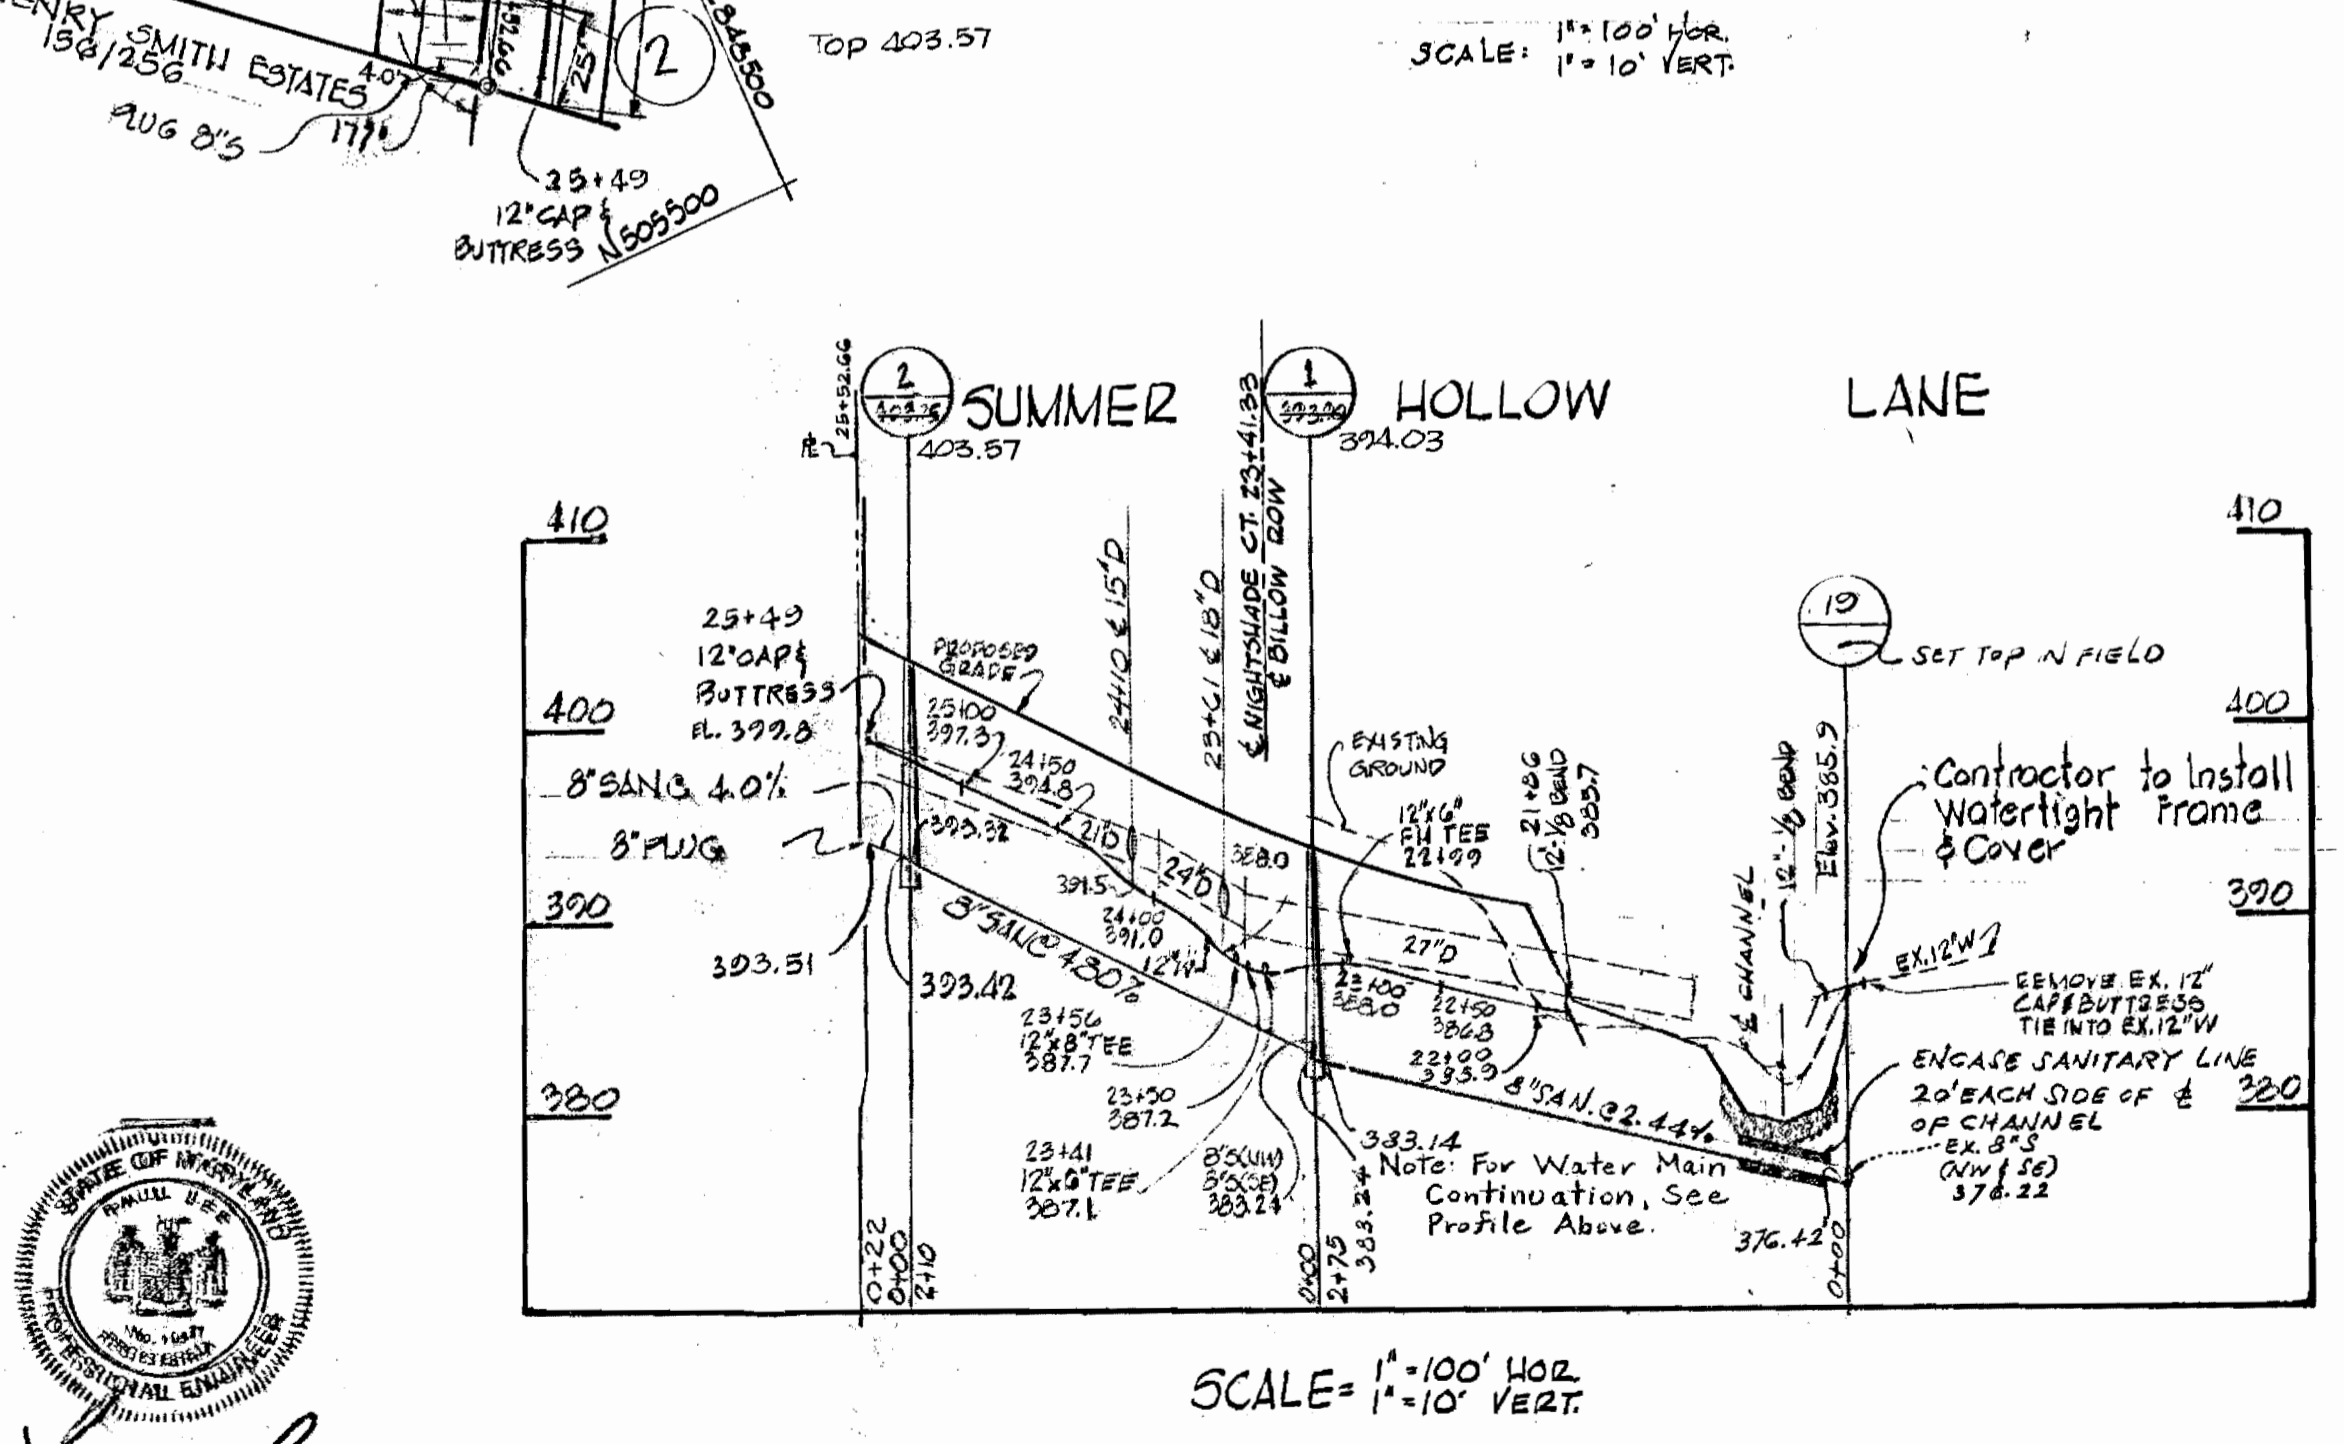 HENRY SMITH ESTATES
156/256
4.07
PLUG 8"S
52.66
25'
2
848500
TOP 403.57
SCALE: 1"=100' HOR.
1"=10' VERT.
25+49
12"CAP &
BUTTRESS
N505500
25+52.66
2
403.57
SUMMER
1
394.03
HOLLOW
LANE
410
400
390
380
410
400
390
380
℄ NIGHTSHADE CT. 23+41.33
℄ BILLOW ROW
24+10 ℄ 15"D
23+61 ℄ 18"D
25+49
12"CAP &
BUTTRESS
EL. 399.8
8"SAN@ 4.0%
8"PLUG
PROPOSED
GRADE
25+00
397.3
24+50
394.8
393.32
21"D
24"D
391.5
24+00
391.0
12"W
393.51
393.42
8"SAN@ 4.80%
388.0
EXISTING
GROUND
12"x6"
FH TEE
22+99
21+86
12"-1/8 BEND
385.7
27"D
23+00
388.0
22+50
386.8
22+00
385.9
23+56
12"x8"TEE
387.7
23+50
387.2
23+41
12"x6"TEE
387.1
8"S(NW)
8"S(SE)
383.24
8"SAN.@2.44%
383.14
Note: For Water Main
Continuation, See
Profile Above.
19
SET TOP IN FIELD
Elev. 385.9
12"-1/8 BEND
℄ CHANNEL
Contractor to Install
Watertight Frame
& Cover
EX.12"W
REMOVE EX. 12"
CAP&BUTTRESS
TIE INTO EX.12"W
ENCASE SANITARY LINE
20'EACH SIDE OF ℄
OF CHANNEL
EX. 8"S
(NW & SE)
376.22
376.42
0+22
0+00
2+10
0+00
2+75
383.24
0+00
SCALE= 1"=100' HOR.
1"=10' VERT.
STATE OF MARYLAND
PROFESSIONAL ENGINEER